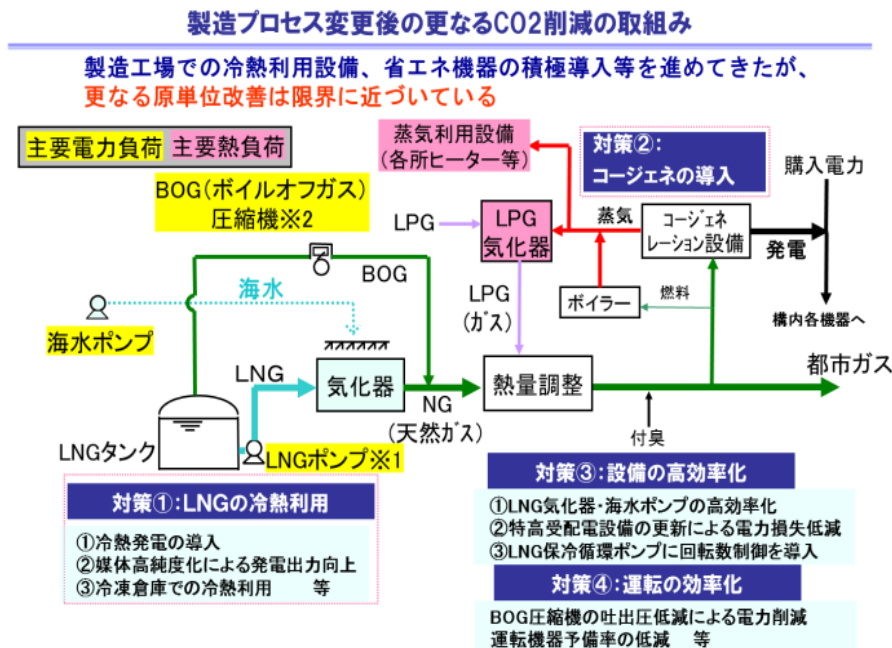 製造プロセス変更後の更なるCO2削減の取組み
製造工場での冷熱利用設備、省エネ機器の積極導入等を進めてきたが、
更なる原単位改善は限界に近づいている
主要電力負荷 主要熱負荷
BOG(ボイルオフガス)
圧縮機※2
蒸気利用設備
(各所ヒーター等)
対策②:
コージェネの導入
購入電力
LPG
LPG
気化器
蒸気
コージェネ
レーション設備
発電
BOG
海水
海水ポンプ
LPG
(ガス)
ボイラー
燃料
構内各機器へ
LNG
気化器
NG
(天然ガス)
熱量調整
都市ガス
付臭
LNGタンク
LNGポンプ※1
対策①:LNGの冷熱利用
①冷熱発電の導入
②媒体高純度化による発電出力向上
③冷凍倉庫での冷熱利用 等
対策③:設備の高効率化
①LNG気化器・海水ポンプの高効率化
②特高受配電設備の更新による電力損失低減
③LNG保冷循環ポンプに回転数制御を導入
対策④:運転の効率化
BOG圧縮機の吐出圧低減による電力削減
運転機器予備率の低減 等